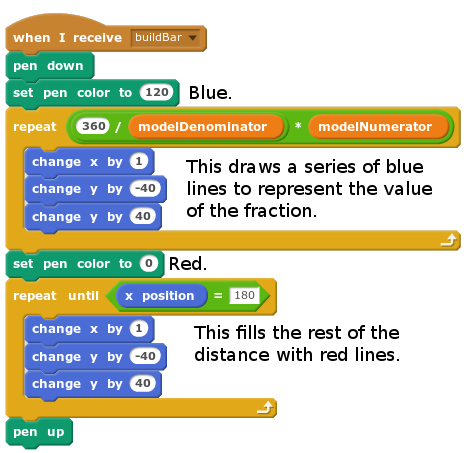 when I receive buildBar
pen down
set pen color to 120 Blue.
repeat 360 / modelDenominator * modelNumerator
change x by 1
change y by -40
change y by 40
This draws a series of blue
lines to represent the value
of the fraction.
set pen color to 0 Red.
repeat until x position = 180
change x by 1
change y by -40
change y by 40
This fills the rest of the
distance with red lines.
pen up